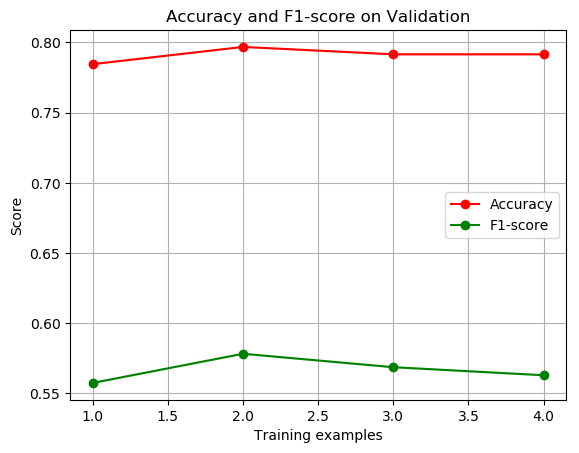 Accuracy and F1-score on Validation
0.80
0.75
0.70
0.65
0.60
0.55
Score
Accuracy
F1-score
1.0 1.5 2.0 2.5 3.0 3.5 4.0
Training examples